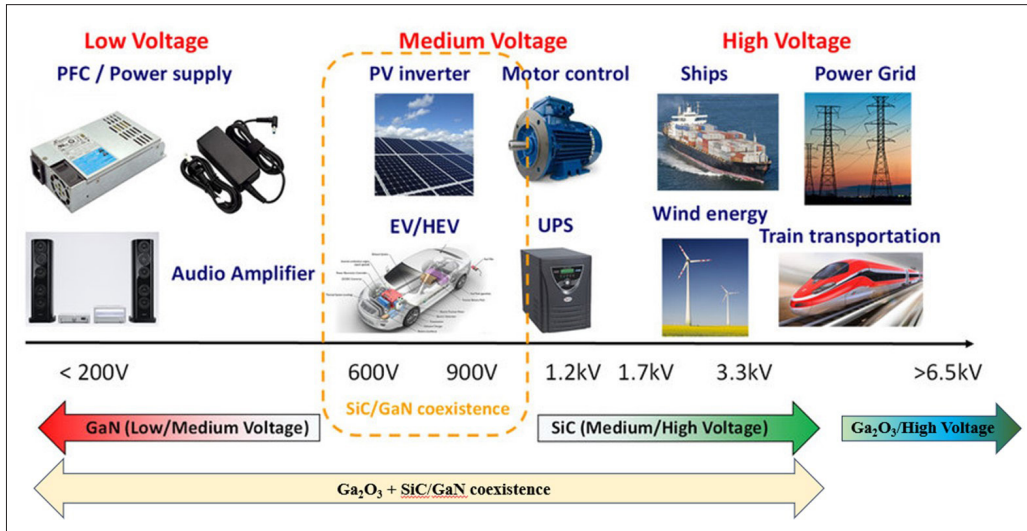 Low Voltage
Medium Voltage
High Voltage
PFC / Power supply
PV inverter
Motor control
Ships
Power Grid
Audio Amplifier
EV/HEV
UPS
Wind energy
Train transportation
< 200V
600V
900V
1.2kV
1.7kV
3.3kV
>6.5kV
SiC/GaN coexistence
GaN (Low/Medium Voltage)
SiC (Medium/High Voltage)
Ga₂O₃/High Voltage
Ga₂O₃ + SiC/GaN coexistence